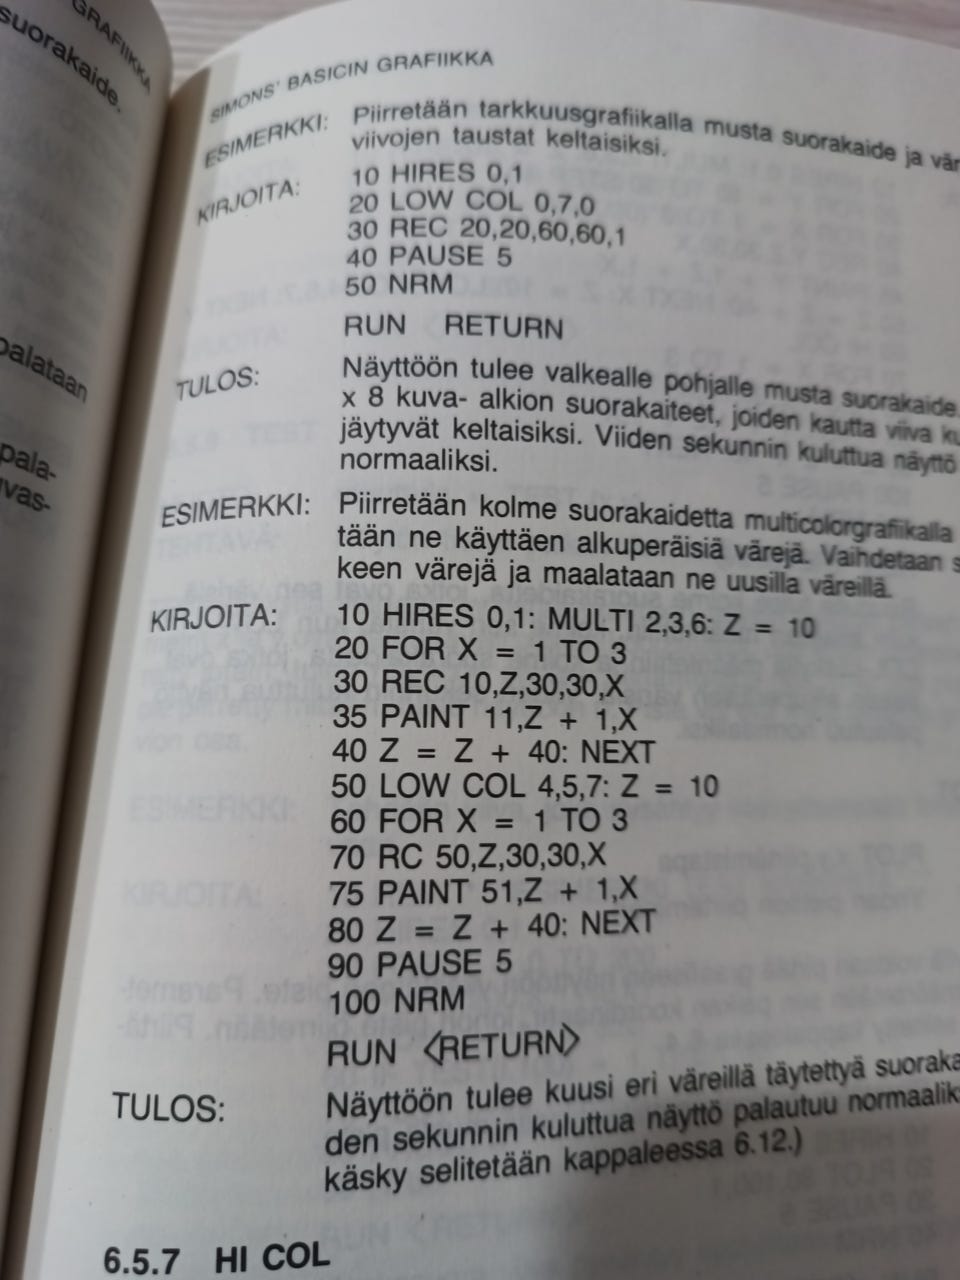 GRAFIIKKA
suorakaide.
palataan
SIMONS' BASICIN GRAFIIKKA
ESIMERKKI: Piirretään tarkkuusgrafiikalla musta suorakaide ja vär
viivojen taustat keltaisiksi.
KIRJOITA: 10 HIRES 0,1
20 LOW COL 0,7,0
30 REC 20,20,60,60,1
40 PAUSE 5
50 NRM
RUN RETURN
TULOS: Näyttöön tulee valkealle pohjalle musta suorakaide.
x 8 kuva- alkion suorakaiteet, joiden kautta viiva ku
jäytyvät keltaisiksi. Viiden sekunnin kuluttua näyttö
normaaliksi.
ESIMERKKI: Piirretään kolme suorakaidetta multicolorgrafiikalla
tään ne käyttäen alkuperäisiä värejä. Vaihdetaan s
keen värejä ja maalataan ne uusilla väreillä.
KIRJOITA: 10 HIRES 0,1: MULTI 2,3,6: Z = 10
20 FOR X = 1 TO 3
30 REC 10,Z,30,30,X
35 PAINT 11,Z + 1,X
40 Z = Z + 40: NEXT
50 LOW COL 4,5,7: Z = 10
60 FOR X = 1 TO 3
70 RC 50,Z,30,30,X
75 PAINT 51,Z + 1,X
80 Z = Z + 40: NEXT
90 PAUSE 5
100 NRM
RUN <RETURN>
TULOS: Näyttöön tulee kuusi eri väreillä täytettyä suoraka
den sekunnin kuluttua näyttö palautuu normaalik
käsky selitetään kappaleessa 6.12.)
6.5.7 HI COL